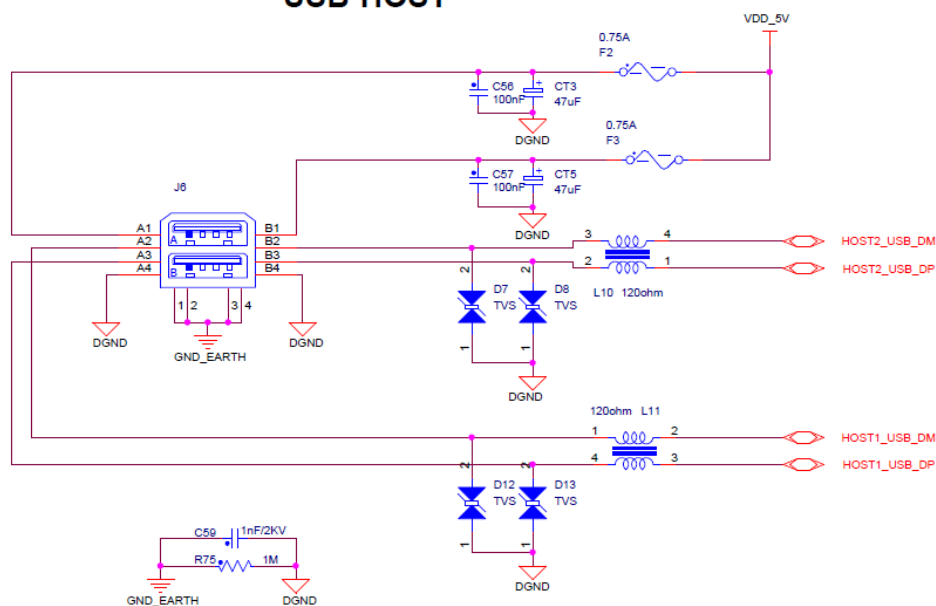 USB HOST
VDD_5V
0.75A
F2
C56
100nF
CT3
47uF
DGND
0.75A
F3
C57
100nF
CT5
47uF
DGND
J6
A1
A2
A3
A4
B1
B2
B3
B4
A
B
1 2 3 4
DGND
GND_EARTH
DGND
3 4
2 1
L10 120ohm
HOST2_USB_DM
HOST2_USB_DP
2 2
D7
TVS
D8
TVS
1 1
DGND
120ohm L11
1 2
4 3
HOST1_USB_DM
HOST1_USB_DP
2 2
D12
TVS
D13
TVS
1 1
DGND
C59 1nF/2KV
R75 1M
GND_EARTH
DGND